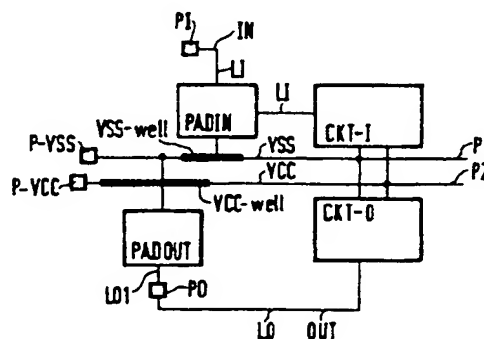 PI
IN
LI
PADIN
LI
CKT-I
VSS-well
P-VSS
VSS
P1
P-VCC
VCC
P2
VCC-well
PADOUT
CKT-O
LO1
PO
LO
OUT